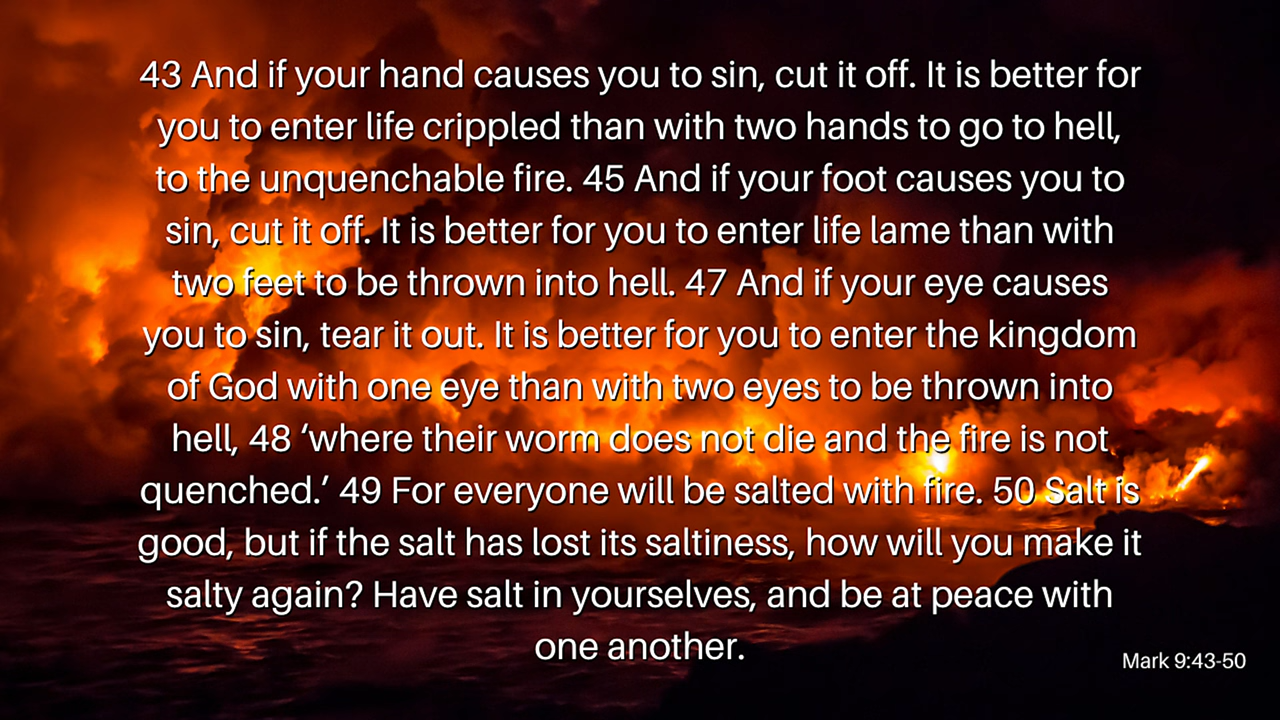 43 And if your hand causes you to sin, cut it off. It is better for
you to enter life crippled than with two hands to go to hell,
to the unquenchable fire. 45 And if your foot causes you to
sin, cut it off. It is better for you to enter life lame than with
two feet to be thrown into hell. 47 And if your eye causes
you to sin, tear it out. It is better for you to enter the kingdom
of God with one eye than with two eyes to be thrown into
hell, 48 ‘where their worm does not die and the fire is not
quenched.’ 49 For everyone will be salted with fire. 50 Salt is
good, but if the salt has lost its saltiness, how will you make it
salty again? Have salt in yourselves, and be at peace with
one another.
Mark 9:43-50